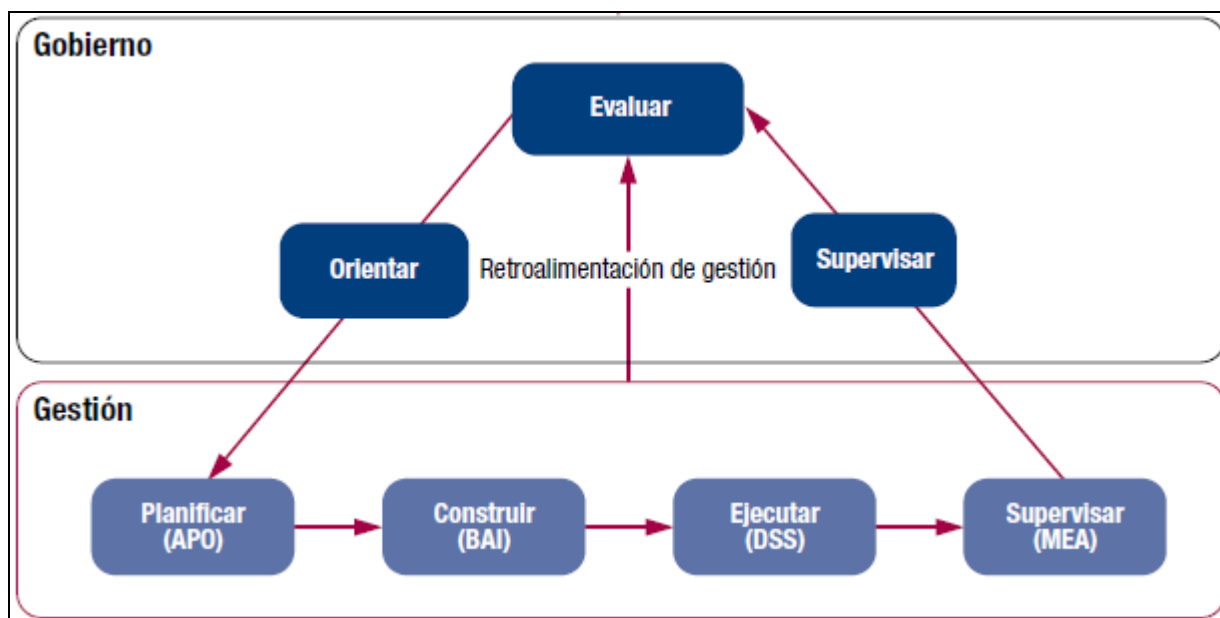 Gobierno
Evaluar
Orientar
Retroalimentación de gestión
Supervisar
Gestión
Planificar
(APO)
Construir
(BAI)
Ejecutar
(DSS)
Supervisar
(MEA)